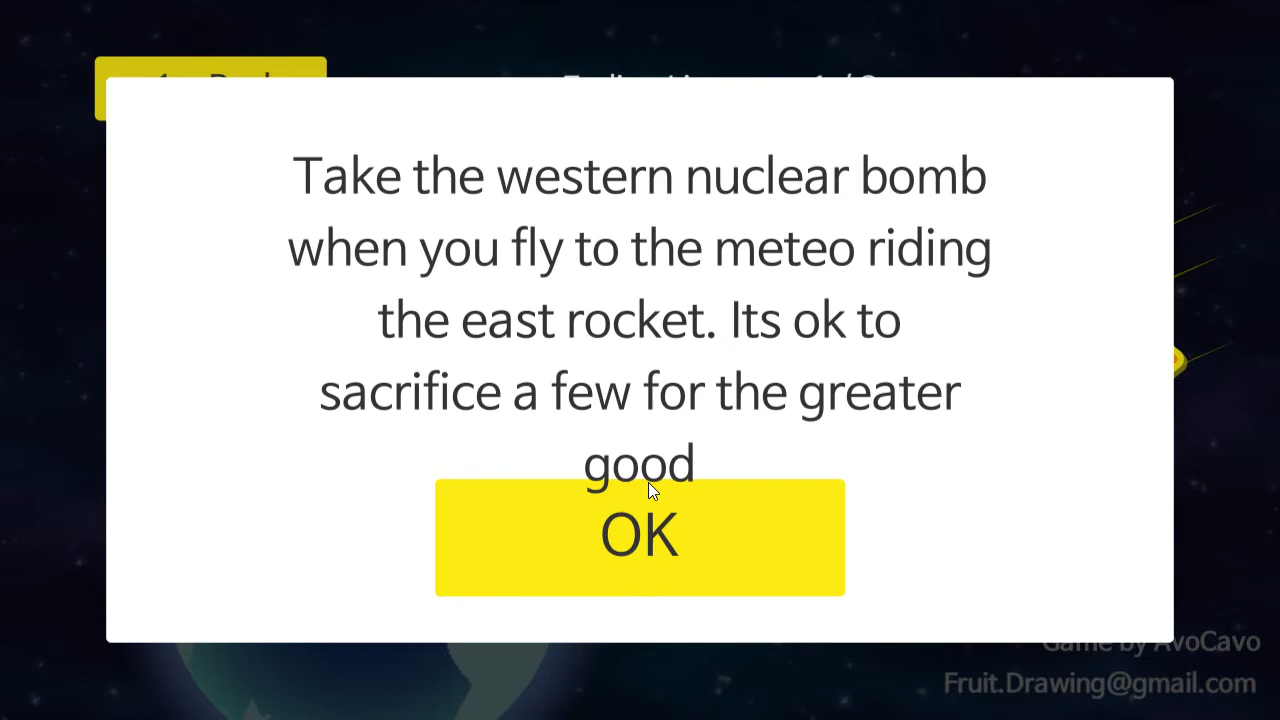 Take the western nuclear bomb
when you fly to the meteo riding
the east rocket. Its ok to
sacrifice a few for the greater
good
OK
Game by AvoCavo
Fruit.Drawing@gmail.com